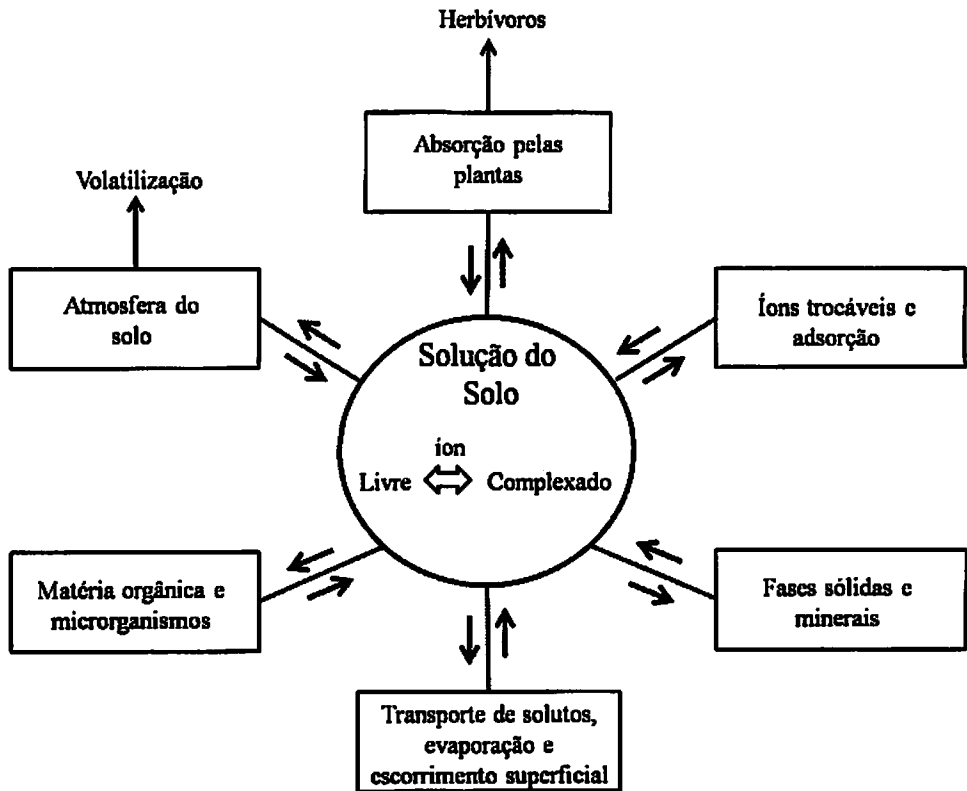 Herbívoros
Absorção pelas
plantas
Volatilização
Atmosfera do
solo
Íons trocáveis e
adsorção
Solução do
Solo
íon
Livre
Complexado
Matéria orgânica e
microrganismos
Fases sólidas e
minerais
Transporte de solutos,
evaporação e
escorrimento superficial